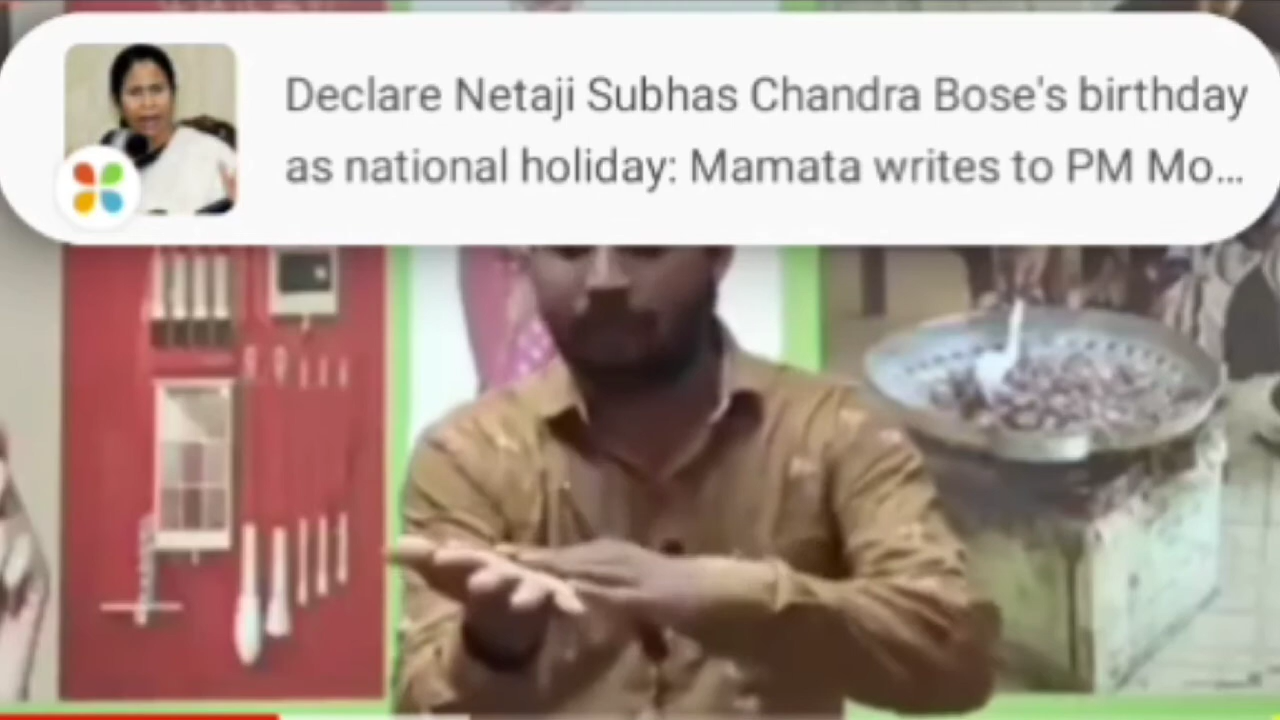 Declare Netaji Subhas Chandra Bose's birthday
as national holiday: Mamata writes to PM Mo...